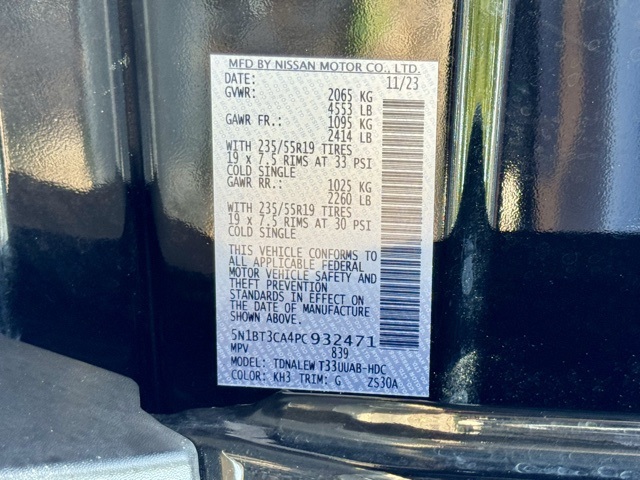 MFD BY NISSAN MOTOR CO., LTD.
DATE: 11/23
GVWR: 2065 KG
4553 LB
GAWR FR.: 1095 KG
2414 LB
WITH 235/55R19 TIRES
19 x 7.5 RIMS AT 33 PSI
COLD SINGLE
GAWR RR.: 1025 KG
2260 LB
WITH 235/55R19 TIRES
19 x 7.5 RIMS AT 30 PSI
COLD SINGLE
THIS VEHICLE CONFORMS TO
ALL APPLICABLE FEDERAL
MOTOR VEHICLE SAFETY AND
THEFT PREVENTION
STANDARDS IN EFFECT ON
THE DATE OF MANUFACTURE
SHOWN ABOVE.
5N1BT3CA4PC932471
MPV 839
MODEL: TDNALEW T33UUAB-HDC
COLOR: KH3 TRIM: G ZS30A